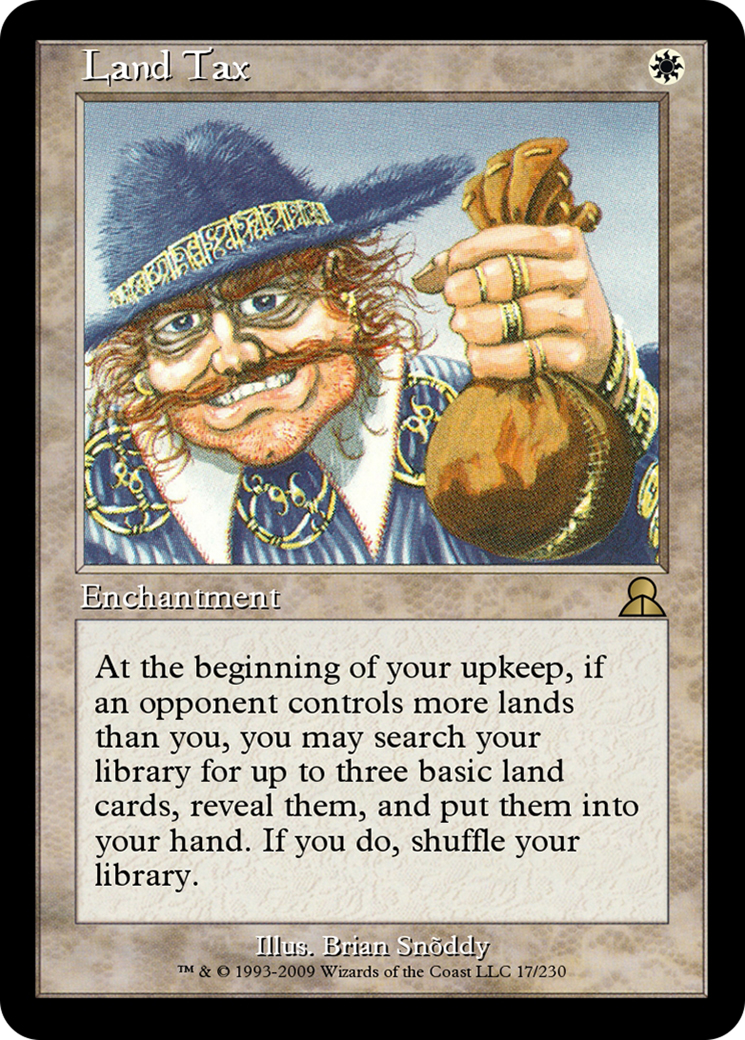 Land Tax
Enchantment
At the beginning of your upkeep, if
an opponent controls more lands
than you, you may search your
library for up to three basic land
cards, reveal them, and put them into
your hand. If you do, shuffle your
library.
Illus. Brian Snõddy
™ & © 1993-2009 Wizards of the Coast LLC 17/230